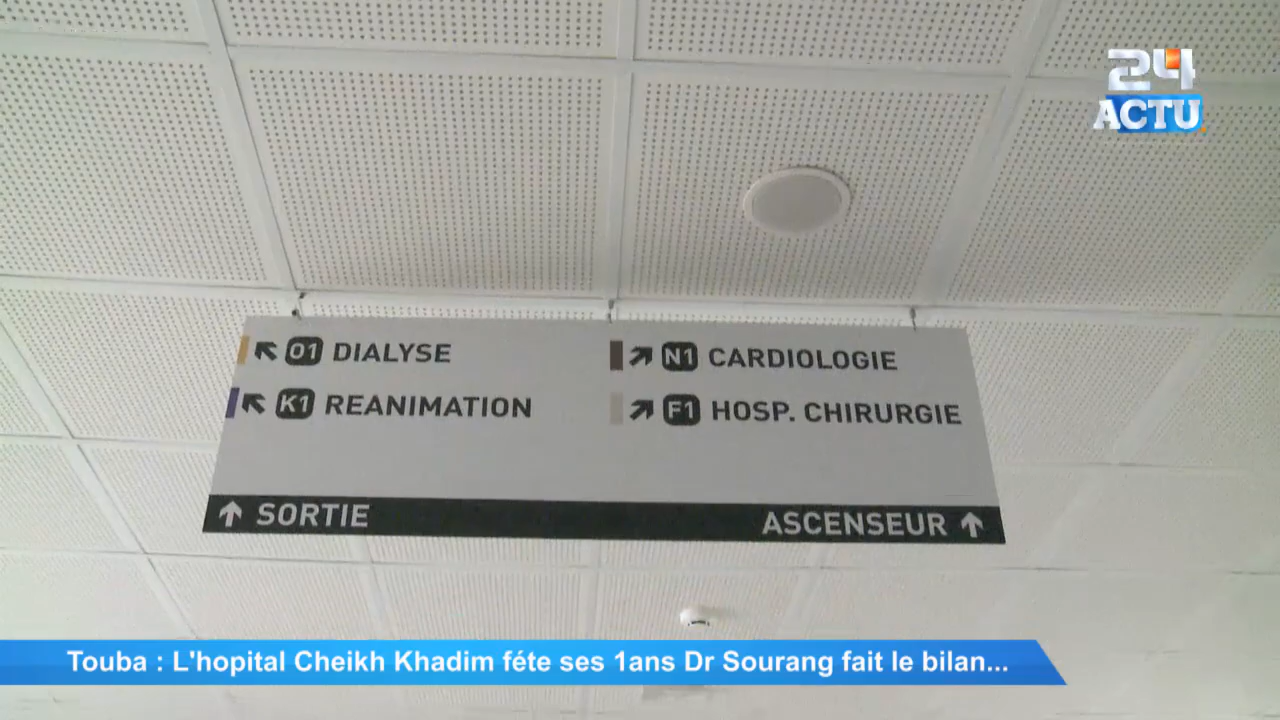 24
ACTU
O1 DIALYSE
K1 REANIMATION
N1 CARDIOLOGIE
F1 HOSP. CHIRURGIE
SORTIE
ASCENSEUR
Touba : L'hopital Cheikh Khadim féte ses 1ans Dr Sourang fait le bilan...